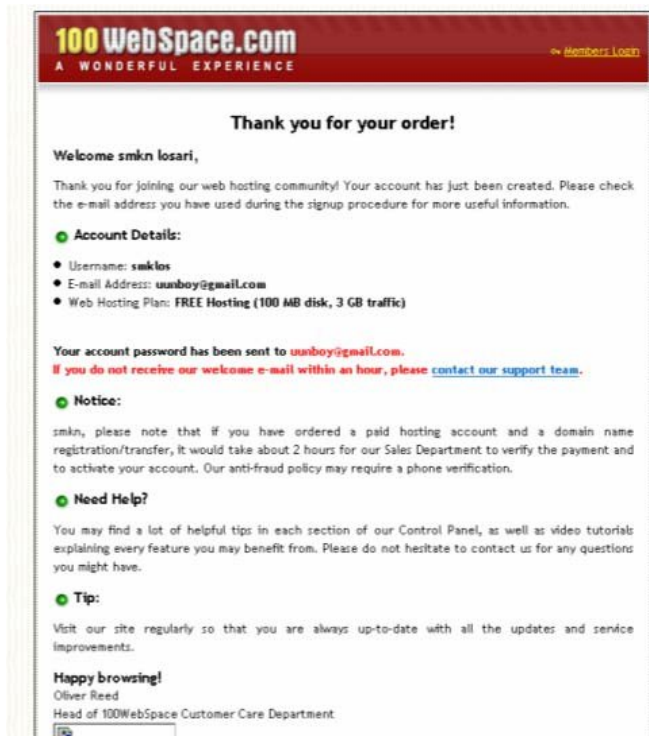 100 WebSpace.com
A WONDERFUL EXPERIENCE
Members Login
Thank you for your order!
Welcome smkn losari,
Thank you for joining our web hosting community! Your account has just been created. Please check
the e-mail address you have used during the signup procedure for more useful information.
Account Details:
• Username: smklos
• E-mail Address: uunboy@gmail.com
• Web Hosting Plan: FREE Hosting (100 MB disk, 3 GB traffic)
Your account password has been sent to uunboy@gmail.com.
If you do not receive our welcome e-mail within an hour, please contact our support team.
Notice:
smkn, please note that if you have ordered a paid hosting account and a domain name
registration/transfer, it would take about 2 hours for our Sales Department to verify the payment and
to activate your account. Our anti-fraud policy may require a phone verification.
Need Help?
You may find a lot of helpful tips in each section of our Control Panel, as well as video tutorials
explaining every feature you may benefit from. Please do not hesitate to contact us for any questions
you might have.
Tip:
Visit our site regularly so that you are always up-to-date with all the updates and service
improvements.
Happy browsing!
Oliver Reed
Head of 100WebSpace Customer Care Department